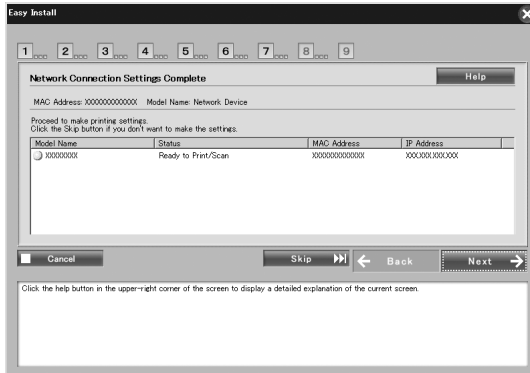 Easy Install
1 2 3 4 5 6 7 8 9
Network Connection Settings Complete
Help
MAC Address: XXXXXXXXXXXX Model Name: Network Device
Proceed to make printing settings.
Click the Skip button if you don't want to make the settings.
Model Name Status MAC Address IP Address
XXXXXXXX Ready to Print/Scan XXXXXXXXXXXX XXX.XXX.XXX.XXX
Cancel Skip Back Next
Click the help button in the upper-right corner of the screen to display a detailed explanation of the current screen.